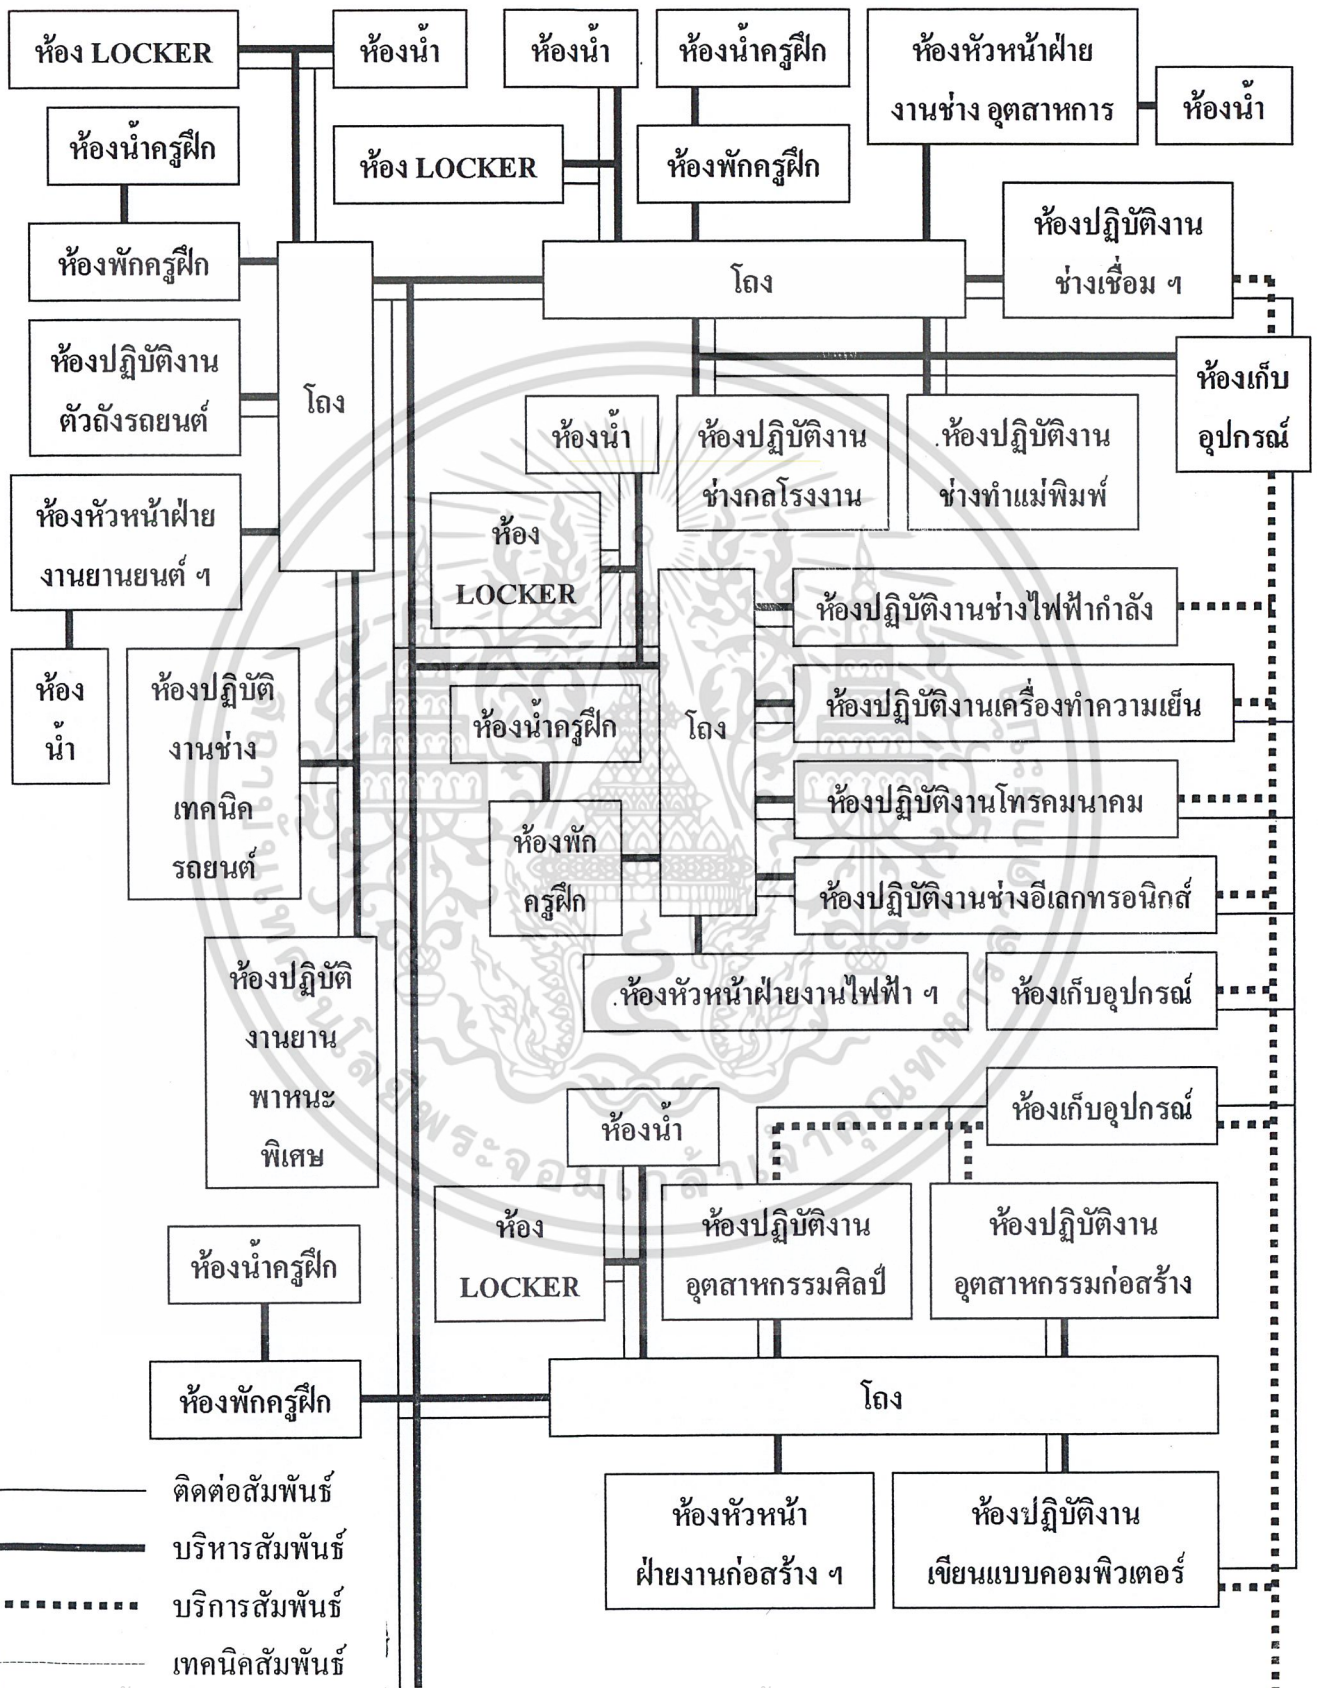 ห้อง LOCKER
ห้องน้ำ
ห้องน้ำ
ห้องน้ำครูฝึก
ห้องหัวหน้าฝ่าย
งานช่าง อุตสาหการ
ห้องน้ำ
ห้องน้ำครูฝึก
ห้อง LOCKER
ห้องพักครูฝึก
ห้องพักครูฝึก
โถง
ห้องปฏิบัติงาน
ช่างเชื่อม ฯ
ห้องปฏิบัติงาน
ตัวถังรถยนต์
โถง
ห้องเก็บ
อุปกรณ์
ห้องน้ำ
ห้องปฏิบัติงาน
ช่างกลโรงงาน
.ห้องปฏิบัติงาน
ช่างทำแม่พิมพ์
ห้องหัวหน้าฝ่าย
งานยานยนต์ ฯ
ห้อง
LOCKER
ห้องปฏิบัติงานช่างไฟฟ้ากำลัง
ห้อง
น้ำ
ห้องปฏิบัติ
งานช่าง
เทคนิค
รถยนต์
ห้องน้ำครูฝึก
โถง
ห้องปฏิบัติงานเครื่องทำความเย็น
ห้องปฏิบัติงานโทรคมนาคม
ห้องพัก
ครูฝึก
ห้องปฏิบัติงานช่างอีเลกทรอนิกส์
ห้องปฏิบัติ
งานยาน
พาหนะ
พิเศษ
.ห้องหัวหน้าฝ่ายงานไฟฟ้า ฯ
ห้องเก็บอุปกรณ์
ห้องน้ำ
ห้องเก็บอุปกรณ์
ห้อง
LOCKER
ห้องปฏิบัติงาน
อุตสาหกรรมศิลป์
ห้องปฏิบัติงาน
อุตสาหกรรมก่อสร้าง
ห้องน้ำครูฝึก
ห้องพักครูฝึก
โถง
ห้องหัวหน้า
ฝ่ายงานก่อสร้าง ฯ
ห้องปฏิบัติงาน
เขียนแบบคอมพิวเตอร์
ติดต่อสัมพันธ์
บริหารสัมพันธ์
บริการสัมพันธ์
เทคนิคสัมพันธ์